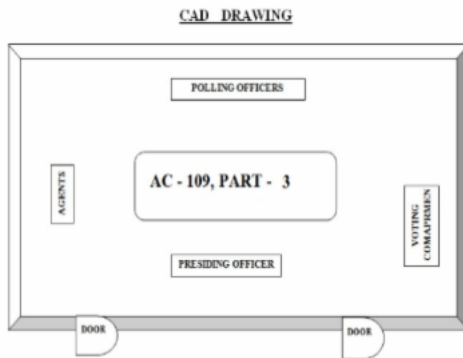 CAD DRAWING
POLLING OFFICERS
AGENTS
AC - 109, PART - 3
VOTING
COMAPRMEN
PRESIDING OFFICER
DOOR
DOOR